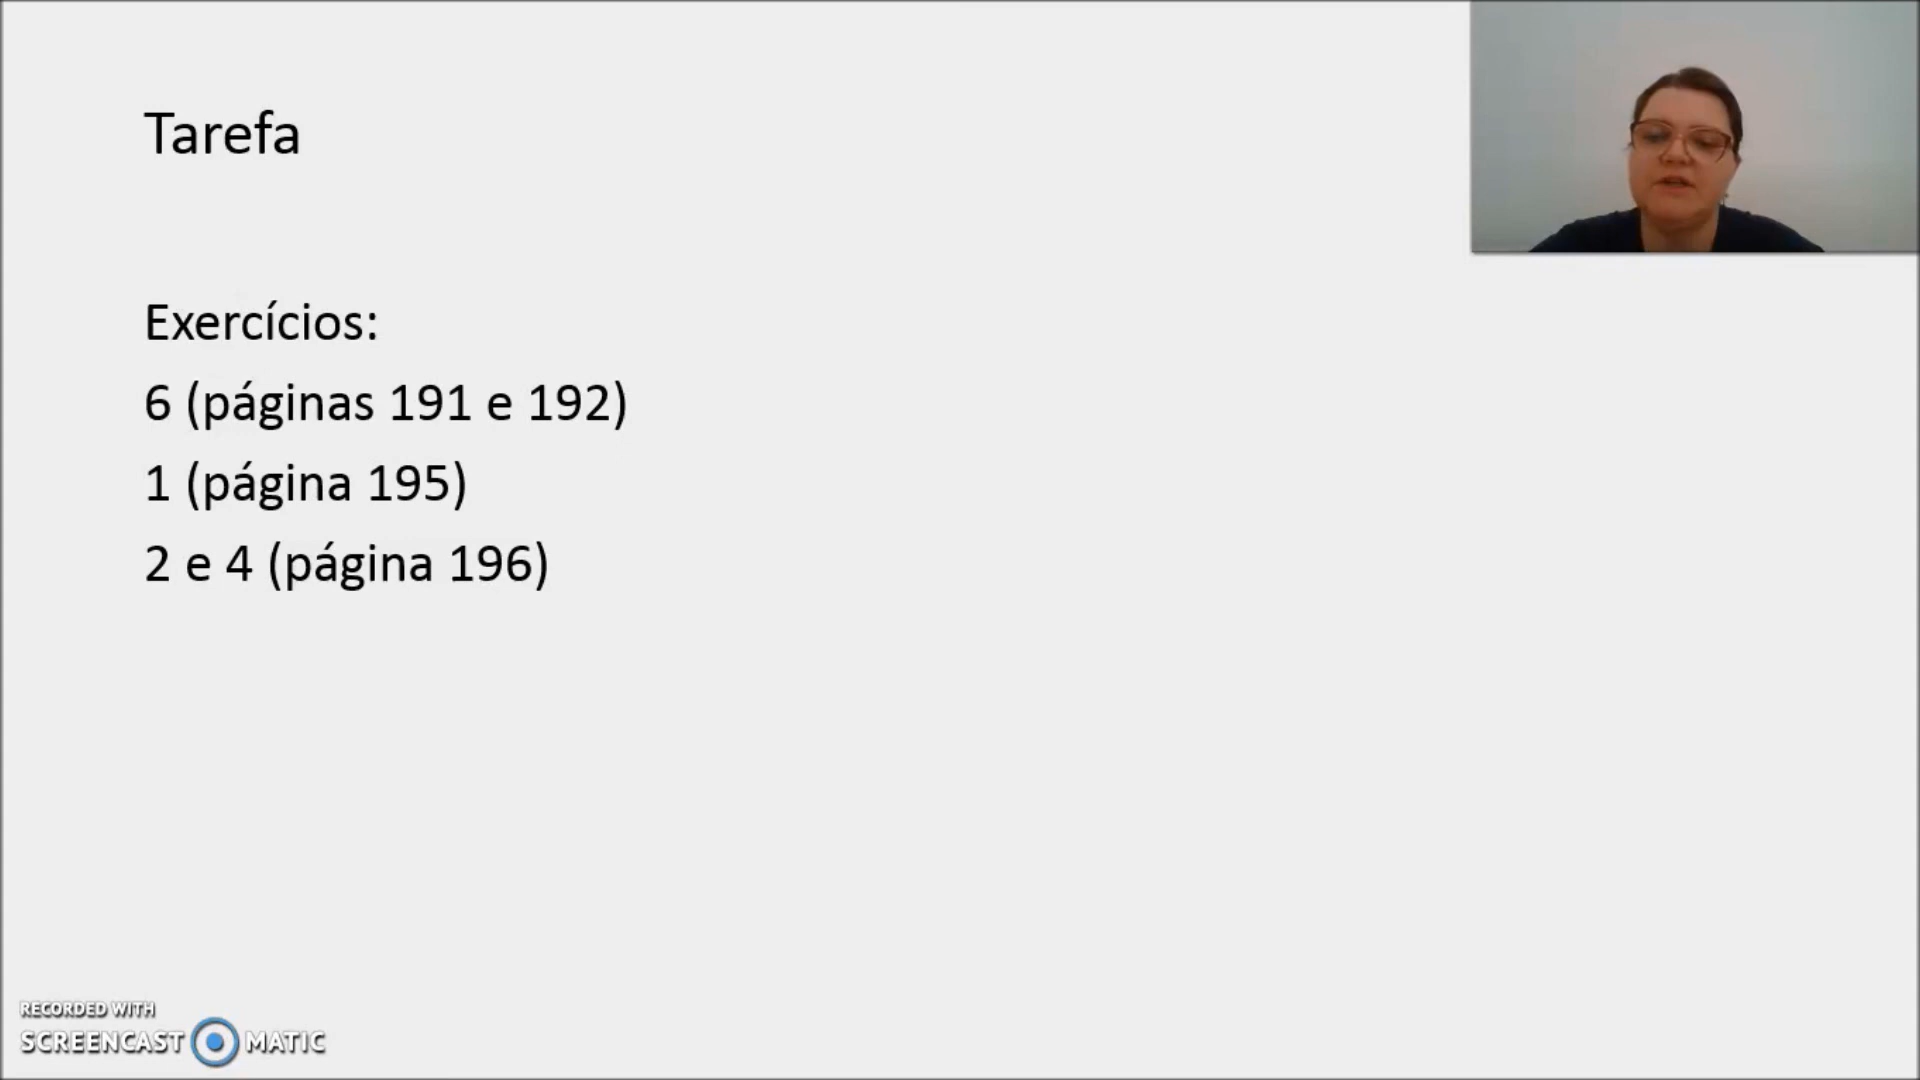 Tarefa
Exercícios:
6 (páginas 191 e 192)
1 (página 195)
2 e 4 (página 196)
RECORDED WITH
SCREENCAST MATIC